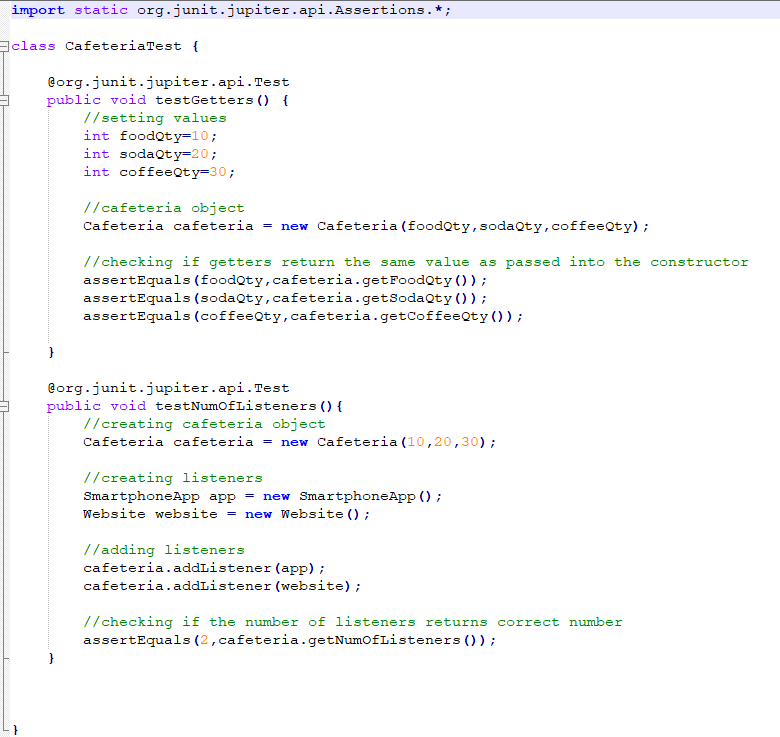 import static org.junit.jupiter.api.Assertions.*;
class CafeteriaTest {
@org.junit.jupiter.api.Test
public void testGetters() {
//setting values
int foodQty=10;
int sodaQty=20;
int coffeeQty=30;
//cafeteria object
Cafeteria cafeteria = new Cafeteria(foodQty,sodaQty,coffeeQty);
//checking if getters return the same value as passed into the constructor
assertEquals(foodQty,cafeteria.getFoodQty());
assertEquals(sodaQty,cafeteria.getSodaQty());
assertEquals(coffeeQty,cafeteria.getCoffeeQty());
}
@org.junit.jupiter.api.Test
public void testNumOfListeners(){
//creating cafeteria object
Cafeteria cafeteria = new Cafeteria(10,20,30);
//creating listeners
SmartphoneApp app = new SmartphoneApp();
Website website = new Website();
//adding listeners
cafeteria.addListener(app);
cafeteria.addListener(website);
//checking if the number of listeners returns correct number
assertEquals(2,cafeteria.getNumOfListeners());
}
}